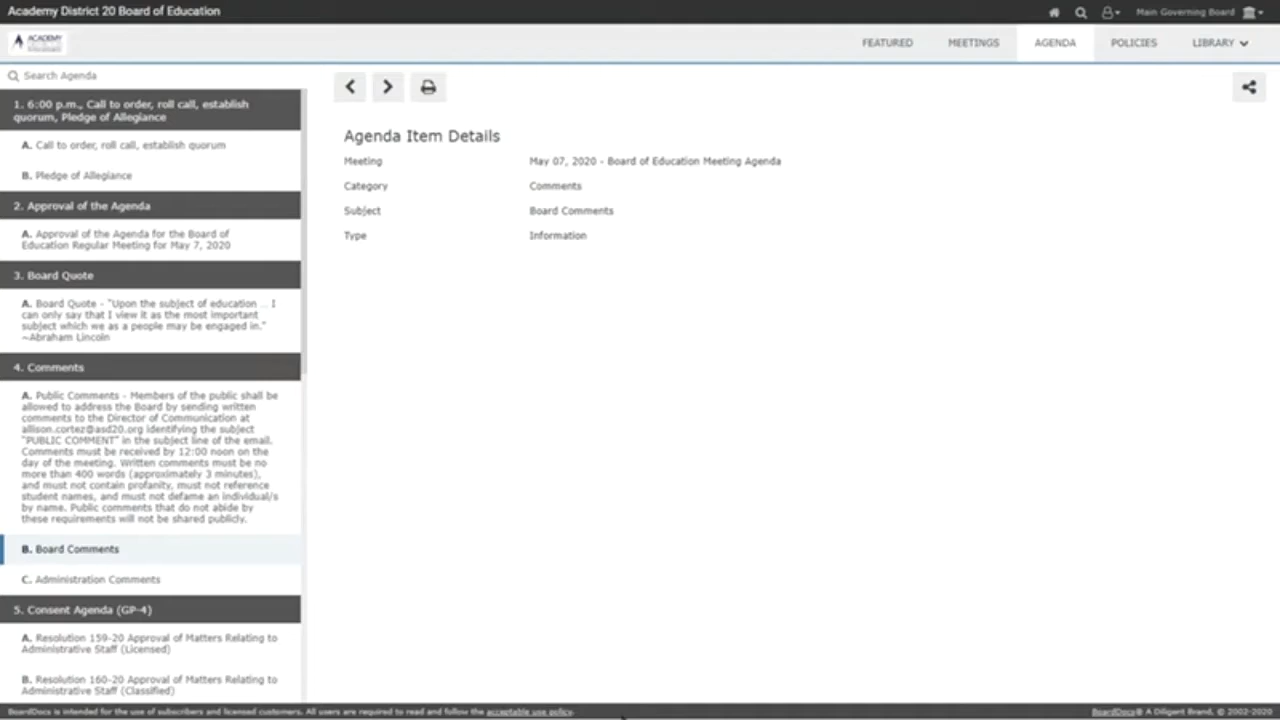 Academy District 20 Board of Education
Main Governing Board
ACADEMY
FEATURED
MEETINGS
AGENDA
POLICIES
LIBRARY
Search Agenda
1. 6:00 p.m., Call to order, roll call, establish
quorum, Pledge of Allegiance
A. Call to order, roll call, establish quorum
B. Pledge of Allegiance
2. Approval of the Agenda
A. Approval of the Agenda for the Board of
Education Regular Meeting for May 7, 2020
3. Board Quote
A. Board Quote - "Upon the subject of education ... I
can only say that I view it as the most important
subject which we as a people may be engaged in."
~Abraham Lincoln
4. Comments
A. Public Comments - Members of the public shall be
allowed to address the Board by sending written
comments to the Director of Communication at
allison.cortez@asd20.org identifying the subject
"PUBLIC COMMENT" in the subject line of the email.
Comments must be received by 12:00 noon on the
day of the meeting. Written comments must be no
more than 400 words (approximately 3 minutes),
and must not contain profanity, must not reference
student names, and must not defame an individual/s
by name. Public comments that do not abide by
these requirements will not be shared publicly.
B. Board Comments
C. Administration Comments
5. Consent Agenda (GP-4)
A. Resolution 159-20 Approval of Matters Relating to
Administrative Staff (Licensed)
B. Resolution 160-20 Approval of Matters Relating to
Administrative Staff (Classified)
Agenda Item Details
Meeting May 07, 2020 - Board of Education Meeting Agenda
Category Comments
Subject Board Comments
Type Information
BoardDocs is intended for the use of subscribers and licensed customers. All users are required to read and follow the acceptable use policy.
BoardDocs® A Diligent Brand, © 2002-2020